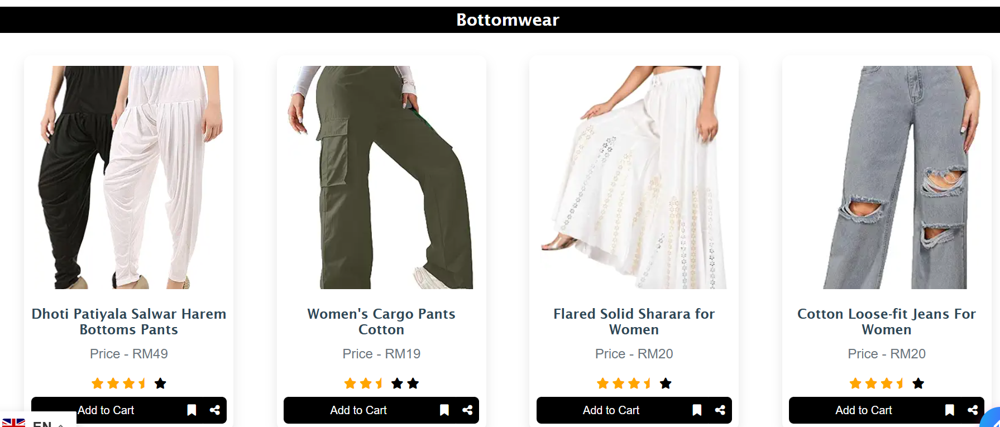 Bottomwear
Dhoti Patiyala Salwar Harem
Bottoms Pants
Price - RM49
Add to Cart
Women's Cargo Pants
Cotton
Price - RM19
Add to Cart
Flared Solid Sharara for
Women
Price - RM20
Add to Cart
Cotton Loose-fit Jeans For
Women
Price - RM20
Add to Cart
EN